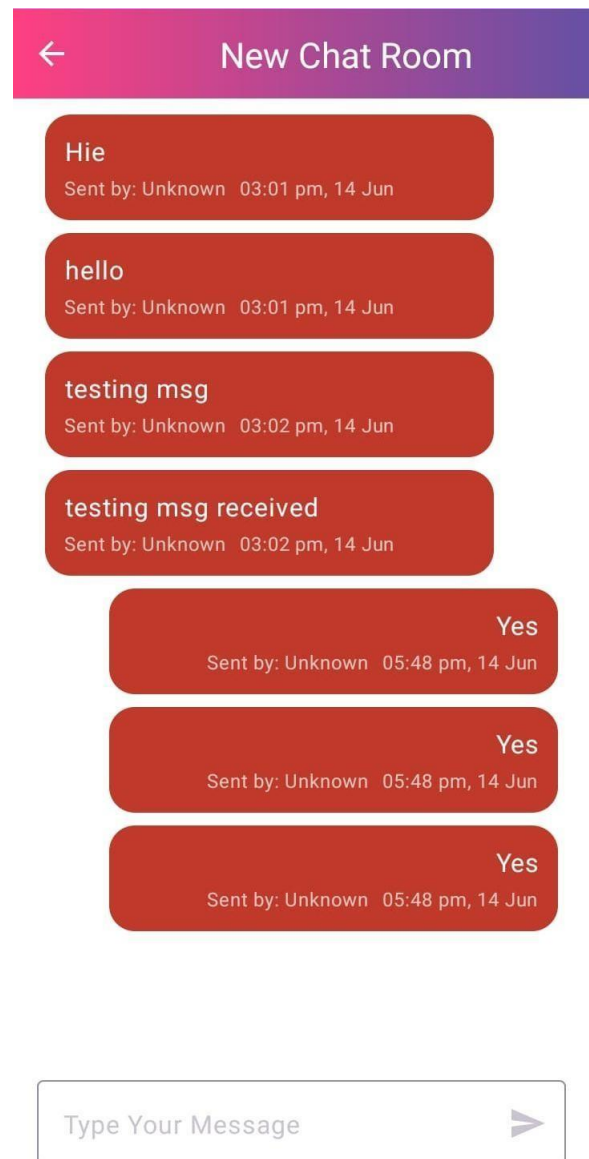 New Chat Room
Hie
Sent by: Unknown 03:01 pm, 14 Jun
hello
Sent by: Unknown 03:01 pm, 14 Jun
testing msg
Sent by: Unknown 03:02 pm, 14 Jun
testing msg received
Sent by: Unknown 03:02 pm, 14 Jun
Yes
Sent by: Unknown 05:48 pm, 14 Jun
Yes
Sent by: Unknown 05:48 pm, 14 Jun
Yes
Sent by: Unknown 05:48 pm, 14 Jun
Type Your Message